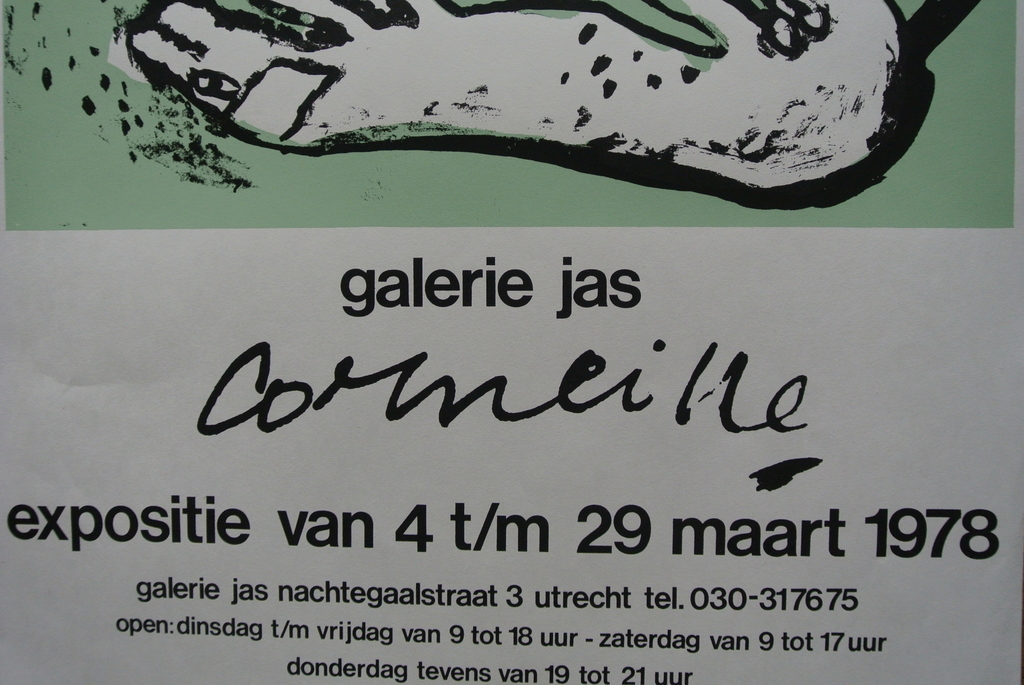 galerie jas
corneille
expositie van 4 t/m 29 maart 1978
galerie jas nachtegaalstraat 3 utrecht tel. 030-317675
open: dinsdag t/m vrijdag van 9 tot 18 uur - zaterdag van 9 tot 17 uur
donderdag tevens van 19 tot 21 uur